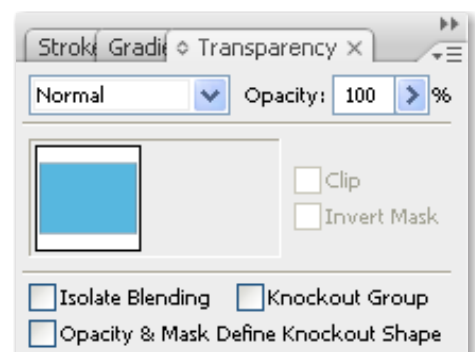 Stroke Gradie Transparency
Normal Opacity: 100 %
Clip
Invert Mask
Isolate Blending Knockout Group
Opacity & Mask Define Knockout Shape